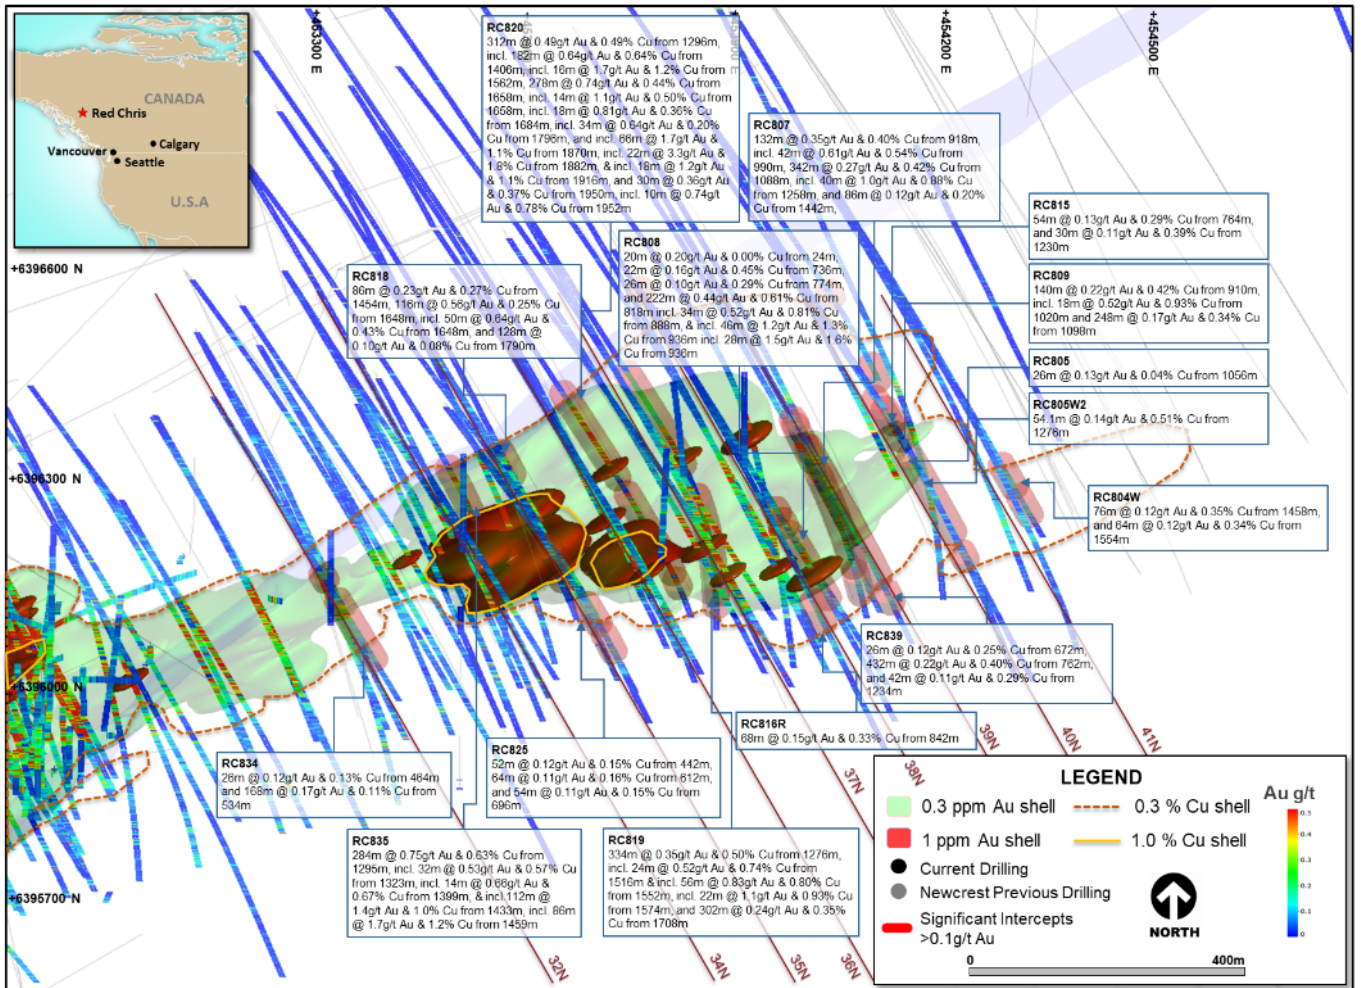 +453300 E
+454200 E
+454500 E
CANADA
Red Chris
Vancouver
Calgary
Seattle
U.S.A
+6396600 N
+6396300 N
+6396000 N
+6395700 N
RC820
312m @ 0.49g/t Au & 0.49% Cu from 1296m,
incl. 182m @ 0.64g/t Au & 0.64% Cu from
1406m, incl. 16m @ 1.7g/t Au & 1.2% Cu from
1562m, 278m @ 0.74g/t Au & 0.44% Cu from
1658m, incl. 14m @ 1.1g/t Au & 0.50% Cu from
1658m, incl. 18m @ 0.81g/t Au & 0.36% Cu
from 1684m, incl. 34m @ 0.64g/t Au & 0.20%
Cu from 1796m, and incl. 66m @ 1.7g/t Au &
1.1% Cu from 1870m, incl. 22m @ 3.3g/t Au &
1.8% Cu from 1882m, & incl. 18m @ 1.2g/t Au
& 1.1% Cu from 1916m, and 30m @ 0.36g/t Au
& 0.37% Cu from 1950m, incl. 10m @ 0.74g/t
Au & 0.78% Cu from 1952m
RC807
132m @ 0.35g/t Au & 0.40% Cu from 918m,
incl. 42m @ 0.61g/t Au & 0.54% Cu from
990m, 342m @ 0.27g/t Au & 0.42% Cu from
1088m, incl. 40m @ 1.0g/t Au & 0.88% Cu
from 1258m, and 86m @ 0.12g/t Au & 0.20%
Cu from 1442m,
RC815
54m @ 0.13g/t Au & 0.29% Cu from 764m,
and 30m @ 0.11g/t Au & 0.39% Cu from
1230m
RC808
20m @ 0.20g/t Au & 0.00% Cu from 24m,
22m @ 0.16g/t Au & 0.45% Cu from 736m,
26m @ 0.10g/t Au & 0.29% Cu from 774m,
and 222m @ 0.44g/t Au & 0.61% Cu from
818m incl. 34m @ 0.52g/t Au & 0.81% Cu
from 888m, & incl. 46m @ 1.2g/t Au & 1.3%
Cu from 936m incl. 28m @ 1.5g/t Au & 1.6%
Cu from 936m
RC818
86m @ 0.23g/t Au & 0.27% Cu from
1454m, 116m @ 0.56g/t Au & 0.25% Cu
from 1648m, incl. 50m @ 0.64g/t Au &
0.43% Cu from 1648m, and 128m @
0.10g/t Au & 0.08% Cu from 1790m
RC809
140m @ 0.22g/t Au & 0.42% Cu from 910m,
incl. 18m @ 0.52g/t Au & 0.93% Cu from
1020m and 248m @ 0.17g/t Au & 0.34% Cu
from 1098m
RC805
26m @ 0.13g/t Au & 0.04% Cu from 1056m
RC805W2
54.1m @ 0.14g/t Au & 0.51% Cu from
1276m
RC804W
76m @ 0.12g/t Au & 0.35% Cu from 1458m,
and 64m @ 0.12g/t Au & 0.34% Cu from
1554m
RC839
26m @ 0.12g/t Au & 0.25% Cu from 672m,
432m @ 0.22g/t Au & 0.40% Cu from 762m,
and 42m @ 0.11g/t Au & 0.29% Cu from
1234m
RC816R
68m @ 0.15g/t Au & 0.33% Cu from 842m
RC834
26m @ 0.12g/t Au & 0.13% Cu from 464m
and 168m @ 0.17g/t Au & 0.11% Cu from
534m
RC825
52m @ 0.12g/t Au & 0.15% Cu from 442m,
64m @ 0.11g/t Au & 0.16% Cu from 612m,
and 54m @ 0.11g/t Au & 0.15% Cu from
696m
RC835
284m @ 0.75g/t Au & 0.63% Cu from
1295m, incl. 32m @ 0.53g/t Au & 0.57% Cu
from 1323m, incl. 14m @ 0.66g/t Au &
0.67% Cu from 1399m, & incl. 112m @
1.4g/t Au & 1.0% Cu from 1433m, incl. 86m
@ 1.7g/t Au & 1.2% Cu from 1459m
RC819
334m @ 0.35g/t Au & 0.50% Cu from 1276m,
incl. 24m @ 0.52g/t Au & 0.74% Cu from
1516m & incl. 56m @ 0.83g/t Au & 0.80% Cu
from 1552m, incl. 22m @ 1.1g/t Au & 0.93% Cu
from 1574m, and 302m @ 0.24g/t Au & 0.35%
Cu from 1708m
32N
34N
35N
36N
37N
38N
39N
40N
41N
LEGEND
0.3 ppm Au shell
0.3 % Cu shell
1 ppm Au shell
1.0 % Cu shell
Current Drilling
Newcrest Previous Drilling
Significant Intercepts
>0.1g/t Au
NORTH
0
400m
Au g/t
0.5
0.4
0.3
0.2
0.1
0